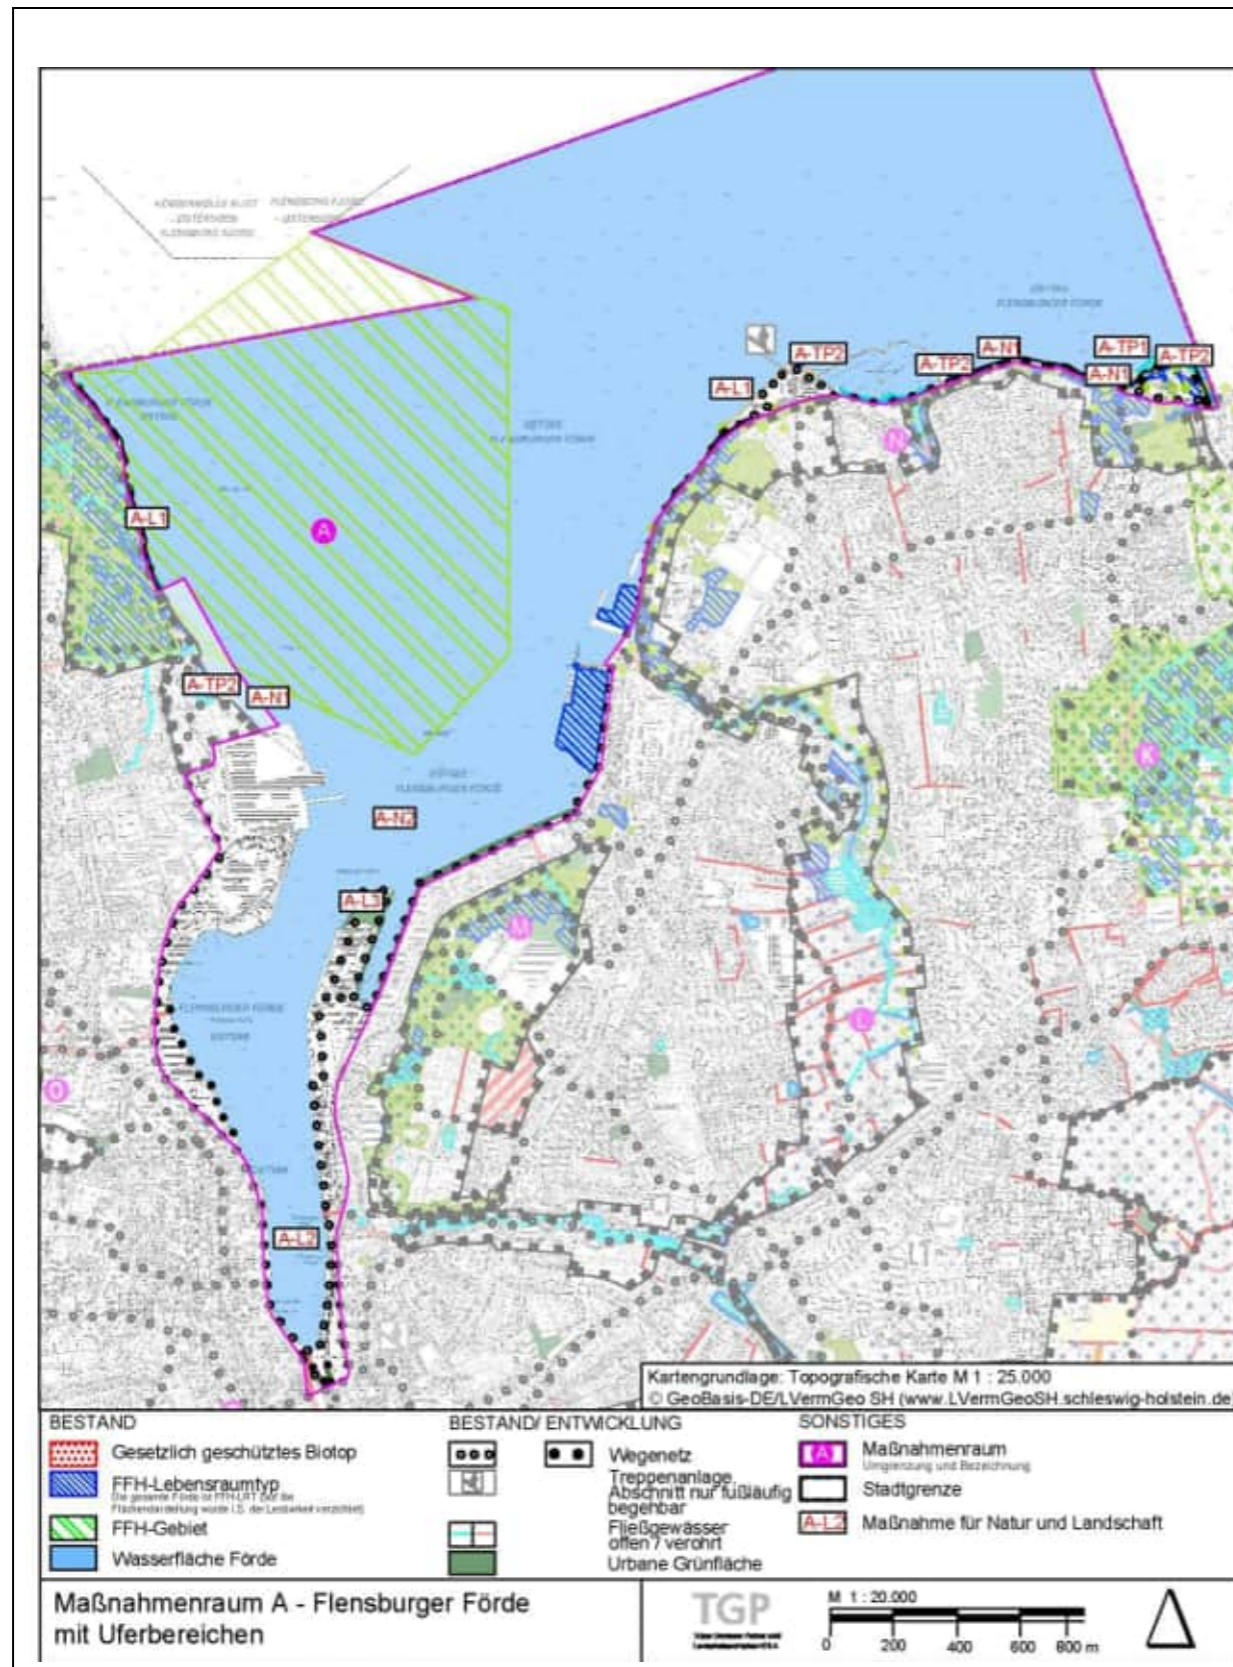 FLENSBURGER FÖRDE
A-TP2
A-L1
A-TP2
A-N1
A-TP1
A-TP2
A-N1
N
A-L1
A
A-TP2
A-N1
K
A-N2
A-L3
M
FLENSBURGER FÖRDE
L
O
A-L2
Kartengrundlage: Topografische Karte M 1 : 25.000
© GeoBasis-DE/LVermGeo SH (www.LVermGeoSH.schleswig-holstein.de
BESTAND
Gesetzlich geschütztes Biotop
FFH-Lebensraumtyp
FFH-Gebiet
Wasserfläche Förde
BESTAND/ ENTWICKLUNG
Wegenetz
Treppenanlage
Abschnitt nur fußläufig
begehbar
Fließgewässer
offen / verohrt
Urbane Grünfläche
SONSTIGES
A
Maßnahmenraum
Umgrenzung und Bezeichnung
Stadtgrenze
A-L2
Maßnahme für Natur und Landschaft
Maßnahmenraum A - Flensburger Förde
mit Uferbereichen
TGP
M 1 : 20.000
0 200 400 600 800 m